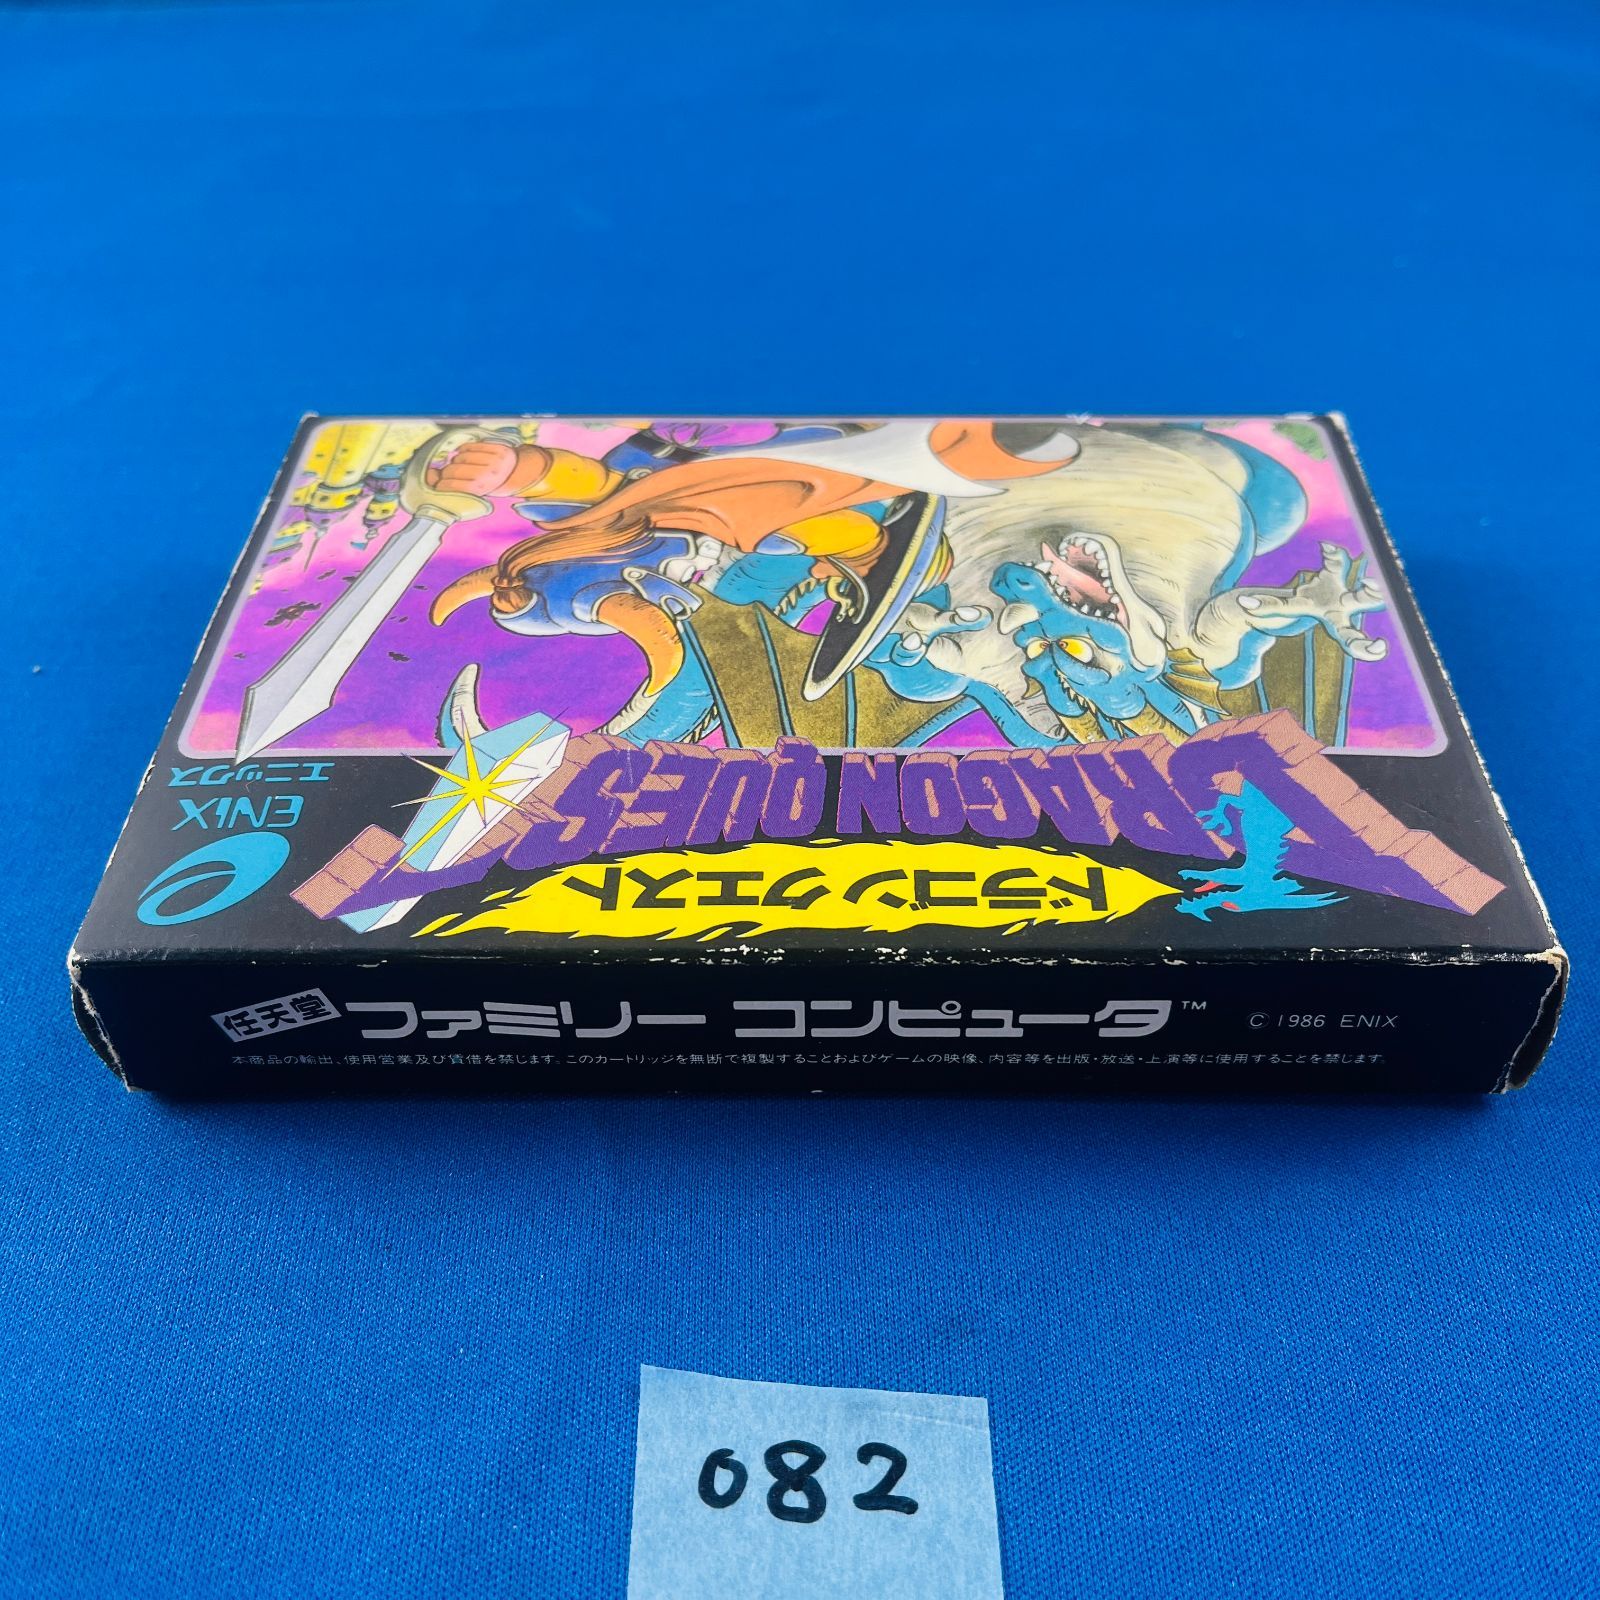 エニックス
ENIX
DRAGON QUEST
ドラゴンクエスト
任天堂 ファミリー コンピュータ™ © 1986 ENIX
本商品の輸出、使用営業及び賃借を禁じます。このカートリッジを無断で複製することおよびゲームの映像、内容等を出版・放送・上演等に使用することを禁じます。
082